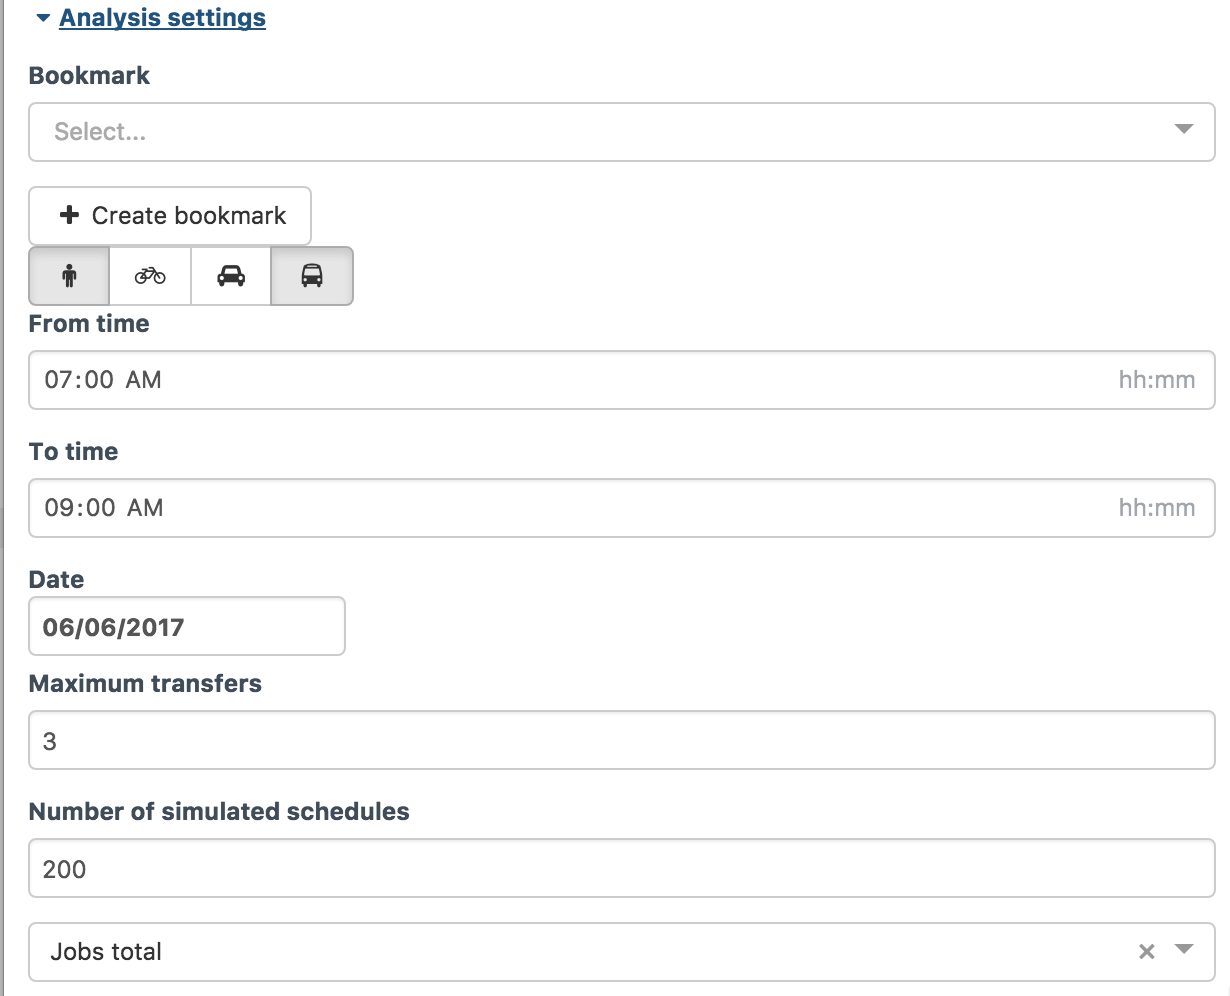 Analysis settings
Bookmark
Select...
+ Create bookmark
From time
07:00 AM hh:mm
To time
09:00 AM hh:mm
Date
06/06/2017
Maximum transfers
3
Number of simulated schedules
200
Jobs total ×